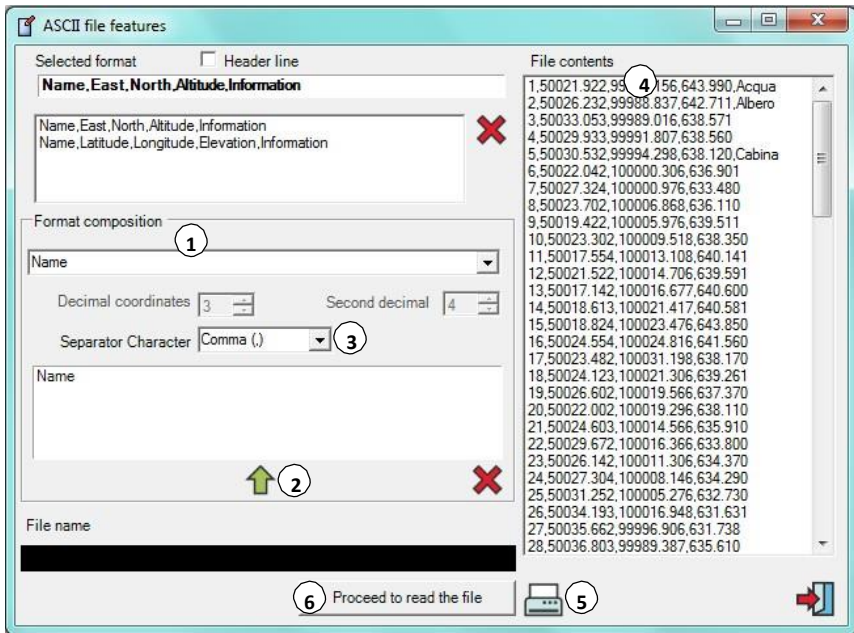 ASCII file features
Selected format
Header line
Name,East,North,Altitude,Information
Name,East,North,Altitude,Information
Name,Latitude,Longitude,Elevation,Information
Format composition
1
Name
Decimal coordinates 3
Second decimal 4
Separator Character Comma (,)
3
Name
2
File name
6 Proceed to read the file
5
File contents
4
1,50021.922,99 156,643.990,Acqua
2,50026.232,99988.837,642.711,Albero
3,50033.053,99989.016,638.571
4,50029.933,99991.807,638.560
5,50030.532,99994.298,638.120,Cabina
6,50022.042,100000.306,636.901
7,50027.324,100000.976,633.480
8,50023.702,100006.868,636.110
9,50019.422,100005.976,639.511
10,50023.302,100009.518,638.350
11,50017.554,100013.108,640.141
12,50021.522,100014.706,639.591
13,50017.142,100016.677,640.600
14,50018.613,100021.417,640.581
15,50018.824,100023.476,643.850
16,50024.554,100024.816,641.560
17,50023.482,100031.198,638.170
18,50024.123,100021.306,639.261
19,50026.602,100019.566,637.370
20,50022.002,100019.296,638.110
21,50024.603,100014.566,635.910
22,50029.672,100016.366,633.800
23,50026.142,100011.306,634.370
24,50027.304,100008.146,634.290
25,50031.252,100005.276,632.730
26,50034.193,100016.948,631.631
27,50035.662,99996.906,631.738
28,50036.803,99989.387,635.610